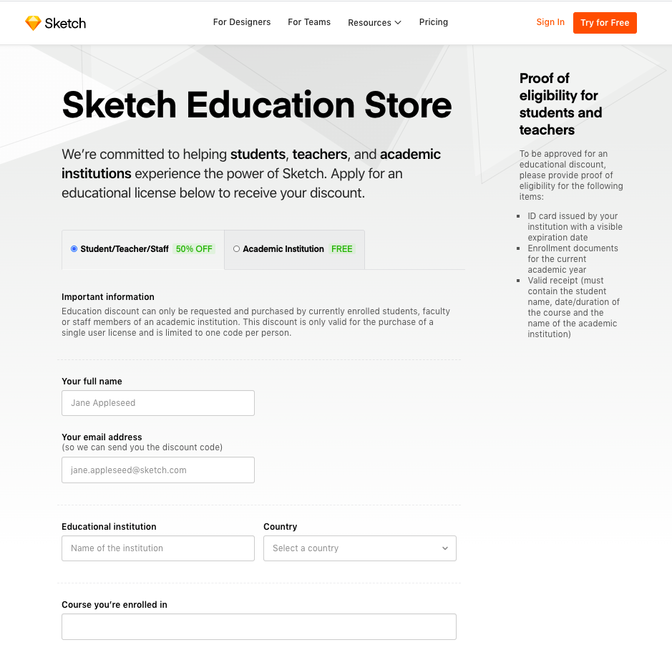 Sketch
For Designers
For Teams
Resources
Pricing
Sign In
Try for Free
Sketch Education Store
We're committed to helping students, teachers, and academic
institutions experience the power of Sketch. Apply for an
educational license below to receive your discount.
Student/Teacher/Staff 50% OFF
Academic Institution FREE
Important information
Education discount can only be requested and purchased by currently enrolled students, faculty
or staff members of an academic institution. This discount is only valid for the purchase of a
single user license and is limited to one code per person.
Your full name
Jane Appleseed
Your email address
(so we can send you the discount code)
jane.appleseed@sketch.com
Educational institution
Name of the institution
Country
Select a country
Course you're enrolled in
Proof of
eligibility for
students and
teachers
To be approved for an
educational discount,
please provide proof of
eligibility for the following
items:
ID card issued by your
institution with a visible
expiration date
Enrollment documents
for the current
academic year
Valid receipt (must
contain the student
name, date/duration of
the course and the
name of the academic
institution)